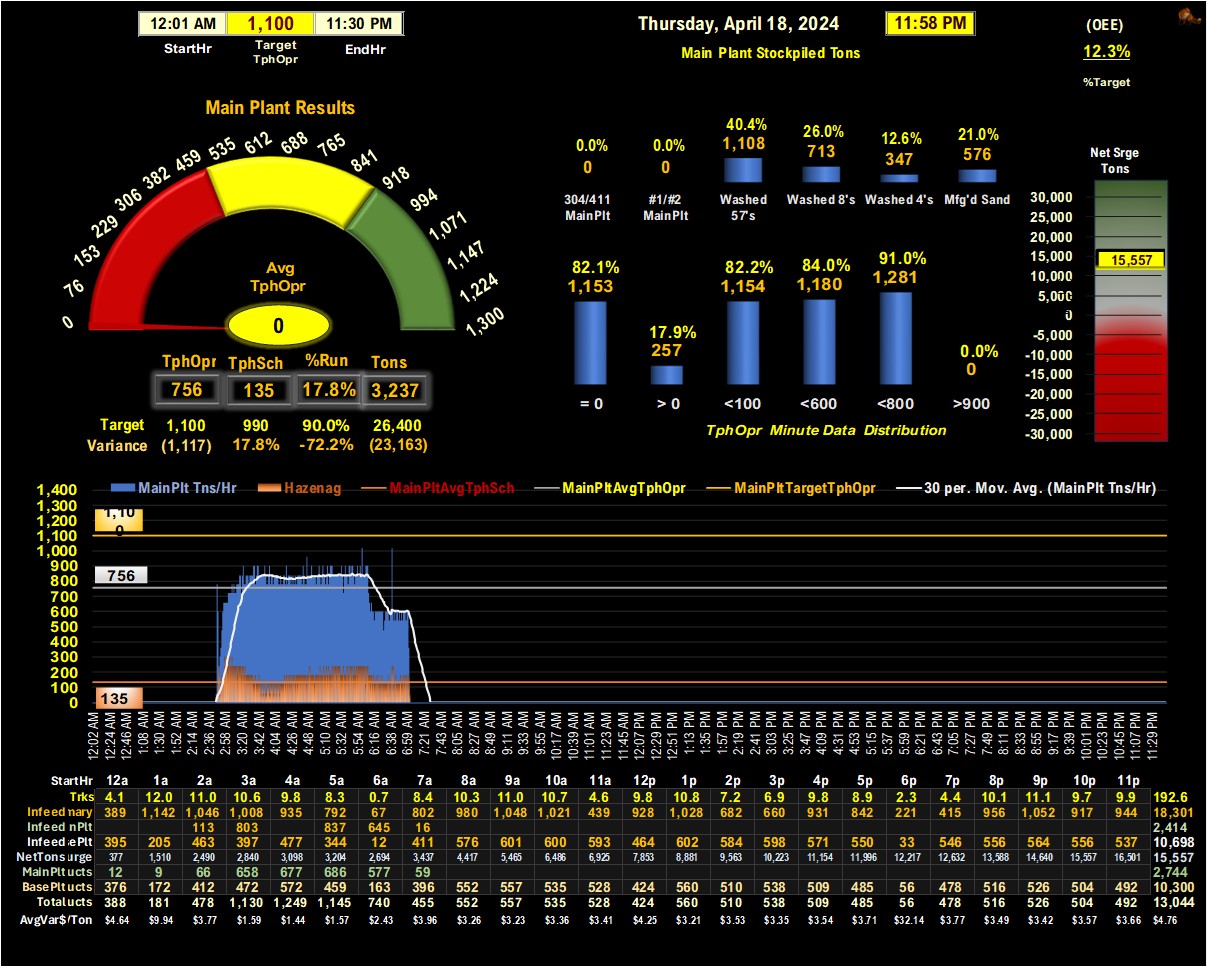 12:01 AM 1,100 11:30 PM
StartHr Target TphOpr EndHr
Thursday, April 18, 2024 11:58 PM
Main Plant Stockpiled Tons
(OEE)
12.3%
%Target
Main Plant Results
0 76 153 229 306 382 459 535 612 688 765 841 918 994 1,071 1,147 1,224 1,300
Avg
TphOpr
0
TphOpr TphSch %Run Tons
756 135 17.8% 3,237
Target 1,100 990 90.0% 26,400
Variance (1,117) 17.8% -72.2% (23,163)
0.0% 0.0% 40.4% 26.0% 12.6% 21.0%
0 0 1,108 713 347 576
304/411 #1/#2 Washed Washed 8's Washed 4's Mfg'd Sand
MainPlt MainPlt 57's
82.1% 17.9% 82.2% 84.0% 91.0% 0.0%
1,153 257 1,154 1,180 1,281 0
= 0 > 0 <100 <600 <800 >900
TphOpr Minute Data Distribution
Net Srge
Tons
30,000
25,000
20,000
15,000
15,557
10,000
5,000
0
-5,000
-10,000
-15,000
-20,000
-25,000
-30,000
MainPlt Tns/Hr Hazenag MainPltAvgTphSch MainPltAvgTphOpr MainPltTargetTphOpr 30 per. Mov. Avg. (MainPlt Tns/Hr)
1,400
1,300
1,200
1,100
1,000
900
800
700
600
500
400
300
200
100
0
1,100
756
135
12:02 AM 12:24 AM 12:46 AM 1:08 AM 1:30 AM 1:52 AM 2:14 AM 2:36 AM 2:58 AM 3:20 AM 3:42 AM 4:04 AM 4:26 AM 4:48 AM 5:10 AM 5:32 AM 5:54 AM 6:16 AM 6:38 AM 6:59 AM 7:21 AM 7:43 AM 8:05 AM 8:27 AM 8:49 AM 9:11 AM 9:33 AM 9:55 AM 10:17 AM 10:39 AM 11:01 AM 11:23 AM 11:45 AM 12:07 PM 12:29 PM 12:51 PM 1:13 PM 1:35 PM 1:57 PM 2:19 PM 2:41 PM 3:03 PM 3:25 PM 3:47 PM 4:09 PM 4:31 PM 4:53 PM 5:15 PM 5:37 PM 5:59 PM 6:21 PM 6:43 PM 7:05 PM 7:27 PM 7:49 PM 8:11 PM 8:33 PM 8:55 PM 9:17 PM 9:39 PM 10:01 PM 10:23 PM 10:45 PM 11:07 PM 11:29 PM
StartHr 12a 1a 2a 3a 4a 5a 6a 7a 8a 9a 10a 11a 12p 1p 2p 3p 4p 5p 6p 7p 8p 9p 10p 11p
Trks 4.1 12.0 11.0 10.6 9.8 8.3 0.7 8.4 10.3 11.0 10.7 4.6 9.8 10.8 7.2 6.9 9.8 8.9 2.3 4.4 10.1 11.1 9.7 9.9 192.6
Infeed mary 389 1,142 1,046 1,008 935 792 67 802 980 1,048 1,021 439 928 1,028 682 660 931 842 221 415 956 1,052 917 944 18,301
Infeed nPlt 113 803 837 645 16 2,414
Infeed ePlt 395 205 463 397 477 344 12 411 576 601 600 593 464 602 584 598 571 550 33 546 556 564 556 537 10,698
NetTons urge 377 1,510 2,490 2,840 3,098 3,204 2,694 3,437 4,417 5,465 6,486 6,925 7,853 8,881 9,563 10,223 11,154 11,996 12,217 12,632 13,588 14,640 15,557 16,501 15,557
MainPlt ucts 12 9 66 658 677 686 577 59 2,744
BasePlt ucts 376 172 412 472 572 459 163 396 552 557 535 528 424 560 510 538 509 485 56 478 516 526 504 492 10,300
Total ucts 388 181 478 1,130 1,249 1,145 740 455 552 557 535 528 424 560 510 538 509 485 56 478 516 526 504 492 13,044
AvgVar$/Ton $4.64 $9.94 $3.77 $1.59 $1.44 $1.57 $2.43 $3.96 $3.26 $3.23 $3.36 $3.41 $4.25 $3.21 $3.53 $3.35 $3.54 $3.71 $32.14 $3.77 $3.49 $3.42 $3.57 $3.66 $4.76